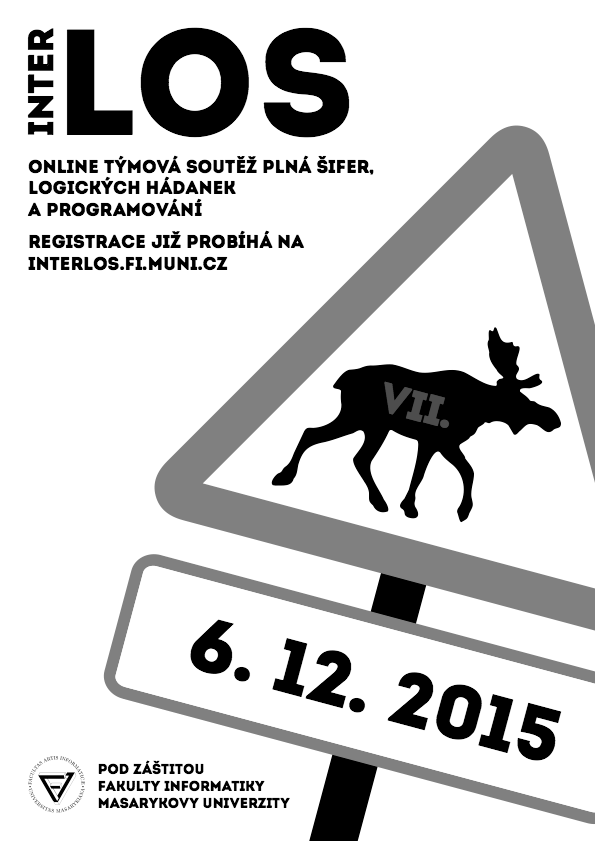 INTER
LOS
ONLINE TÝMOVÁ SOUTĚŽ PLNÁ ŠIFER,
LOGICKÝCH HÁDANEK
A PROGRAMOVÁNÍ
REGISTRACE JIŽ PROBÍHÁ NA
INTERLOS.FI.MUNI.CZ
VII.
6. 12. 2015
POD ZÁŠTITOU
FAKULTY INFORMATIKY
MASARYKOVY UNIVERZITY